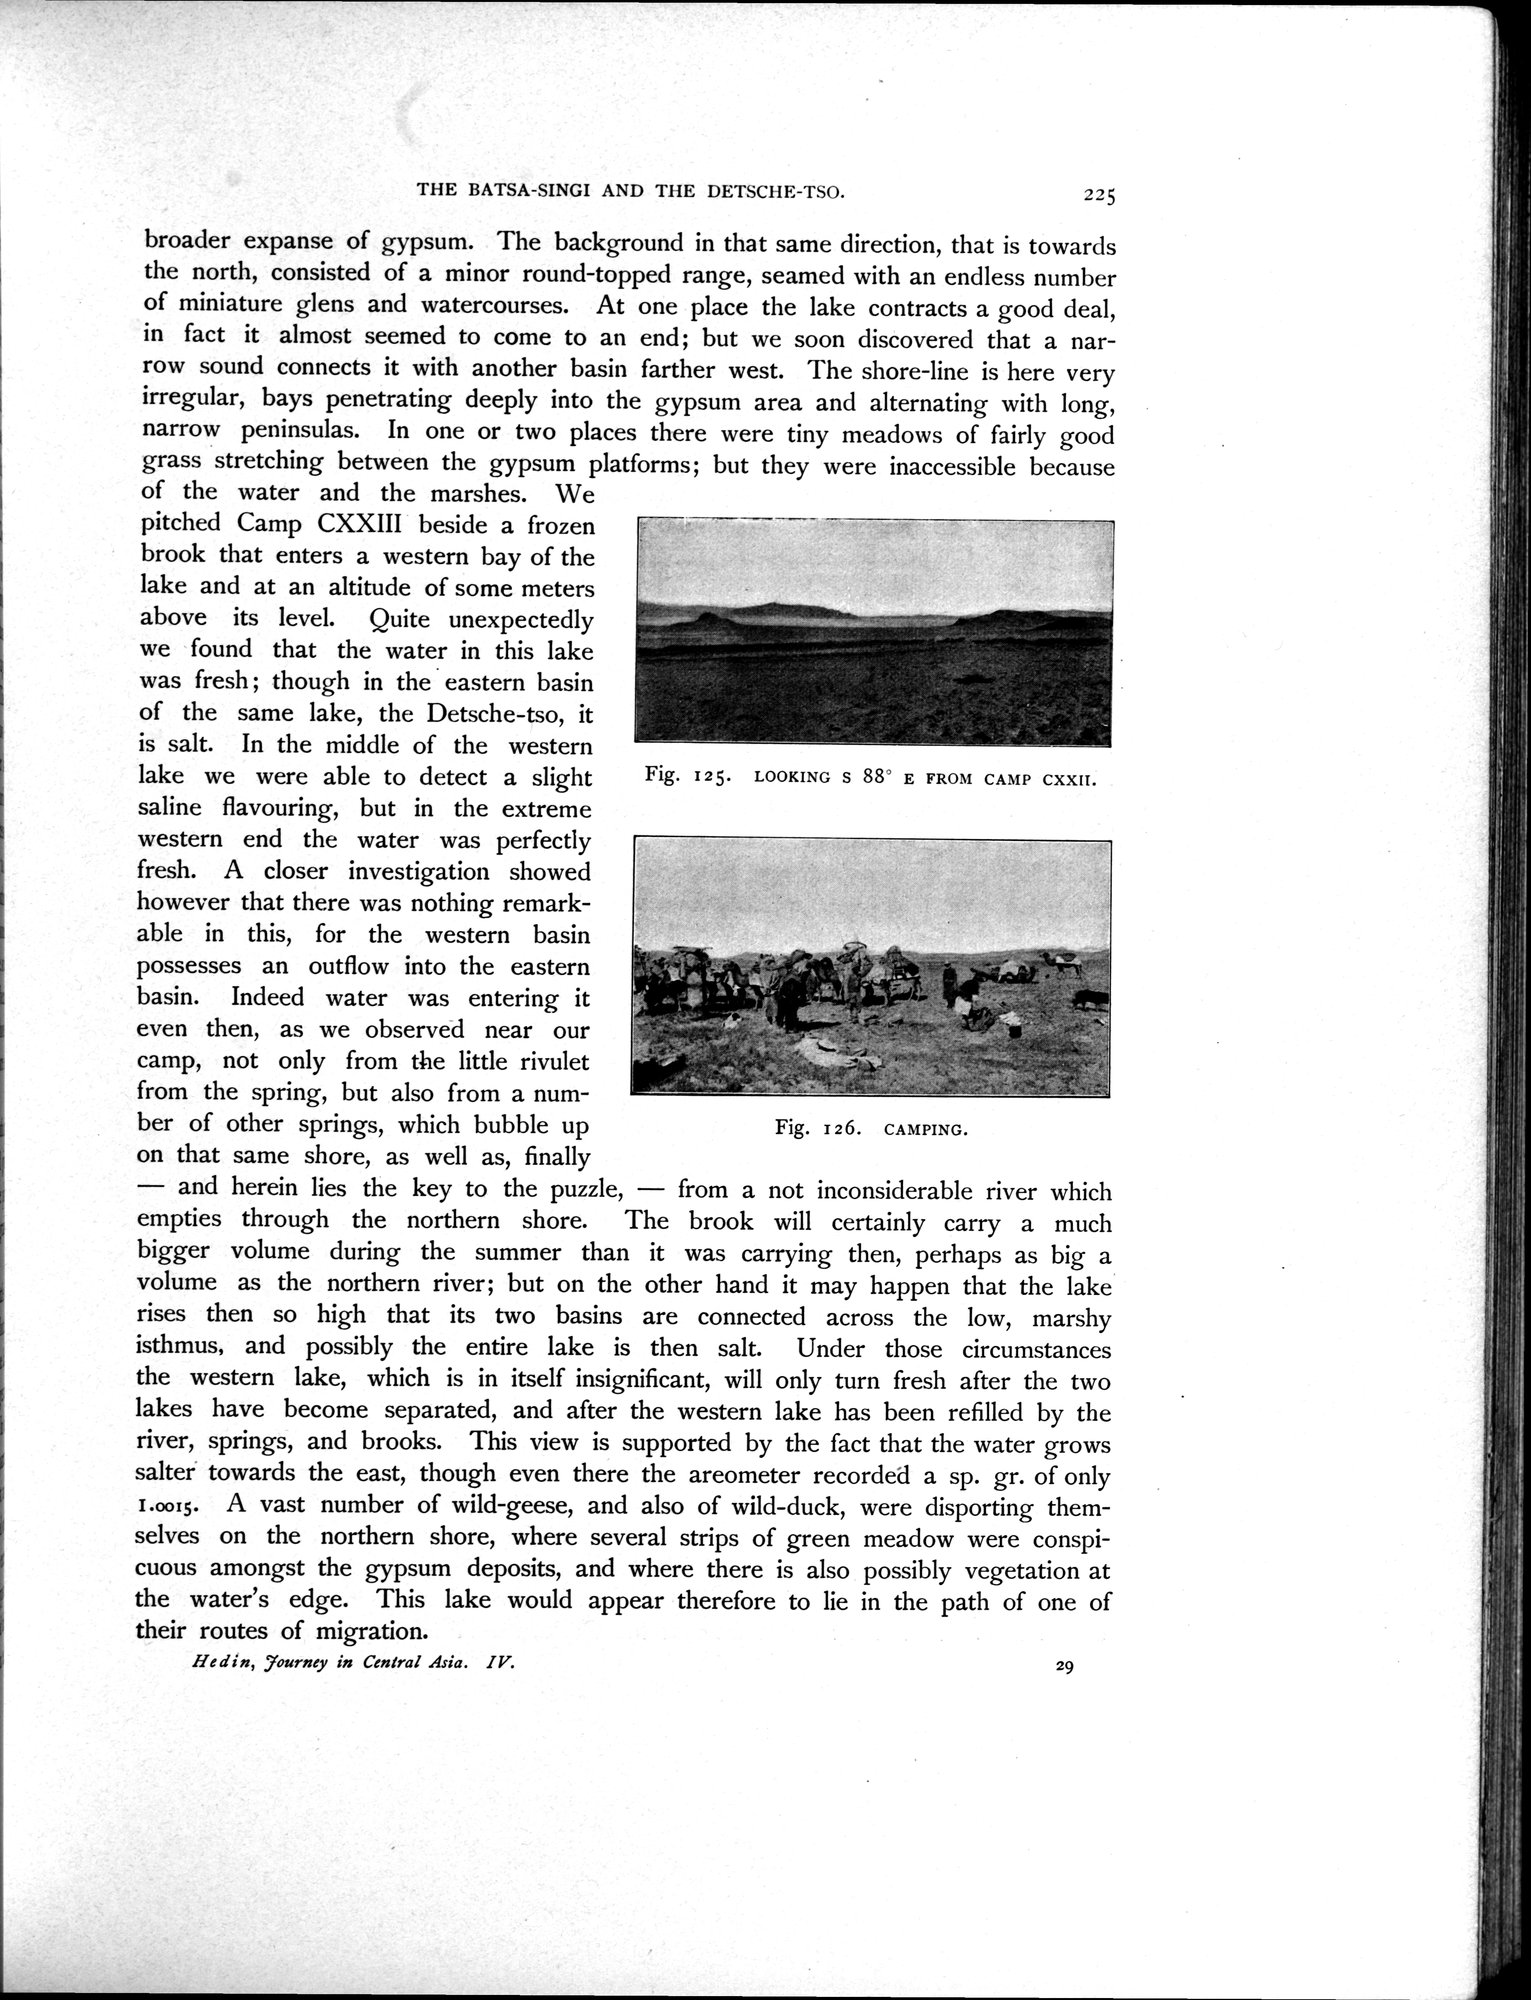 THE BATSA-SINGI AND THE DETSCHE-TSO.
225
broader expanse of gypsum. The background in that same direction, that is towards
the north, consisted of a minor round-topped range, seamed with an endless number
of miniature glens and watercourses. At one place the lake contracts a good deal,
in fact it almost seemed to come to an end; but we soon discovered that a nar-
row sound connects it with another basin farther west. The shore-line is here very
irregular, bays penetrating deeply into the gypsum area and alternating with long,
narrow peninsulas. In one or two places there were tiny meadows of fairly good
grass stretching between the gypsum platforms; but they were inaccessible because
of the water and the marshes. We
pitched Camp CXXIII beside a frozen
brook that enters a western bay of the
lake and at an altitude of some meters
above its level. Quite unexpectedly
we found that the water in this lake
was fresh; though in the eastern basin
of the same lake, the Detsche-tso, it
is salt. In the middle of the western
lake we were able to detect a slight
saline flavouring, but in the extreme
western end the water was perfectly
fresh. A closer investigation showed
however that there was nothing remark-
able in this, for the western basin
possesses an outflow into the eastern
basin. Indeed water was entering it
even then, as we observed near our
camp, not only from the little rivulet
from the spring, but also from a num-
ber of other springs, which bubble up
on that same shore, as well as, finally
Fig. 125. LOOKING S 88° E FROM CAMP CXXII.
Fig. 126. CAMPING.
— and herein lies the key to the puzzle, — from a not inconsiderable river which
empties through the northern shore. The brook will certainly carry a much
bigger volume during the summer than it was carrying then, perhaps as big a
volume as the northern river; but on the other hand it may happen that the lake
rises then so high that its two basins are connected across the low, marshy
isthmus, and possibly the entire lake is then salt. Under those circumstances
the western lake, which is in itself insignificant, will only turn fresh after the two
lakes have become separated, and after the western lake has been refilled by the
river, springs, and brooks. This view is supported by the fact that the water grows
salter towards the east, though even there the areometer recorded a sp. gr. of only
1.0015. A vast number of wild-geese, and also of wild-duck, were disporting them-
selves on the northern shore, where several strips of green meadow were conspi-
cuous amongst the gypsum deposits, and where there is also possibly vegetation at
the water's edge. This lake would appear therefore to lie in the path of one of
their routes of migration.
Hedin, Journey in Central Asia. IV.
29